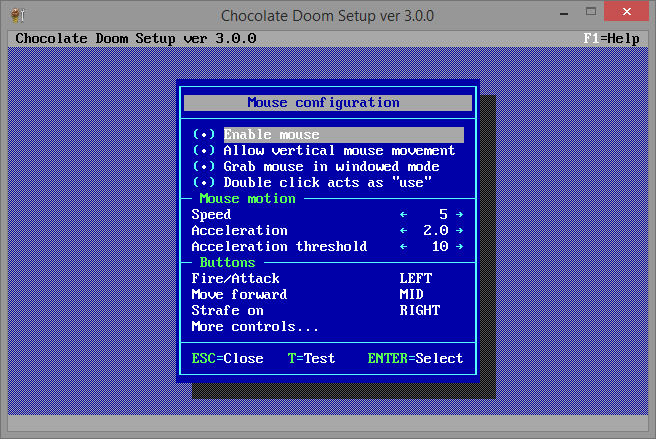 Chocolate Doom Setup ver 3.0.0
Chocolate Doom Setup ver 3.0.0 F1=Help
Mouse configuration
(•) Enable mouse
(•) Allow vertical mouse movement
(•) Grab mouse in windowed mode
(•) Double click acts as "use"
Mouse motion
Speed ← 5 →
Acceleration ← 2.0 →
Acceleration threshold ← 10 →
Buttons
Fire/Attack LEFT
Move forward MID
Strafe on RIGHT
More controls...
ESC=Close T=Test ENTER=Select